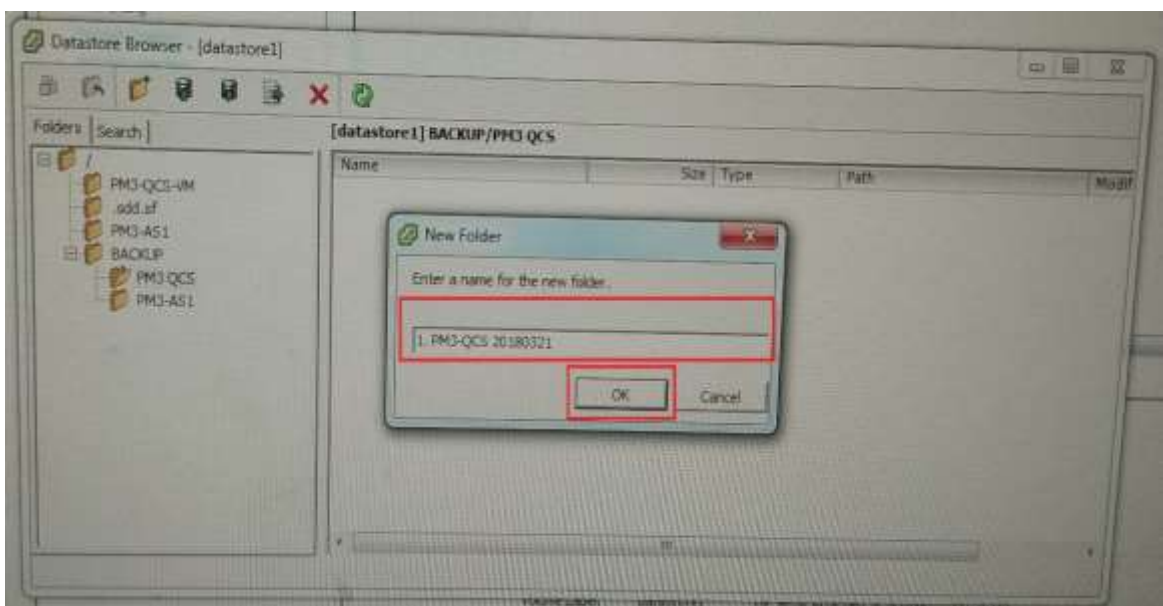 Datastore Browser - [datastore1]
Folders Search
[datastore1] BACKUP/PM3 QCS
Name Size Type Path Modif
/
PM3-QCS-VM
.sdd.sf
PM3-AS1
BACKUP
PM3 QCS
PM3-AS1
New Folder
Enter a name for the new folder.
1. PM3-QCS 20180321
OK Cancel